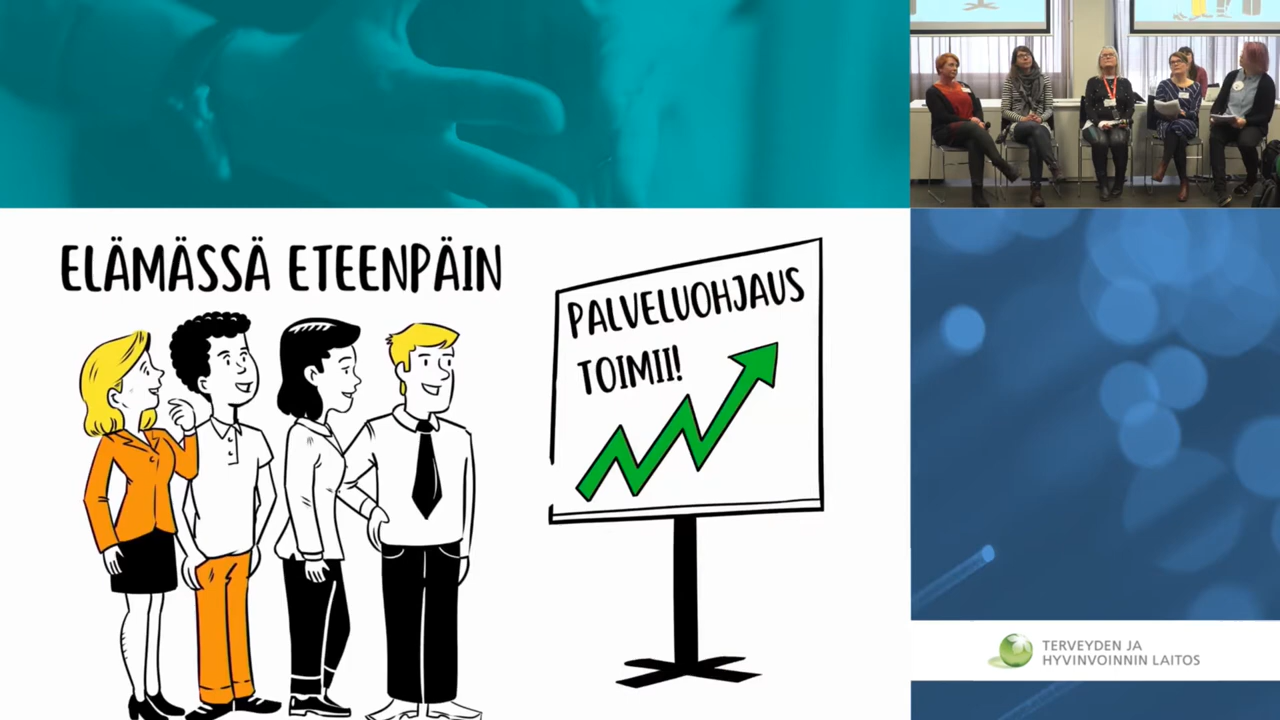 ELÄMÄSSÄ ETEENPÄIN
PALVELUOHJAUS
TOIMII!
TERVEYDEN JA
HYVINVOINNIN LAITOS